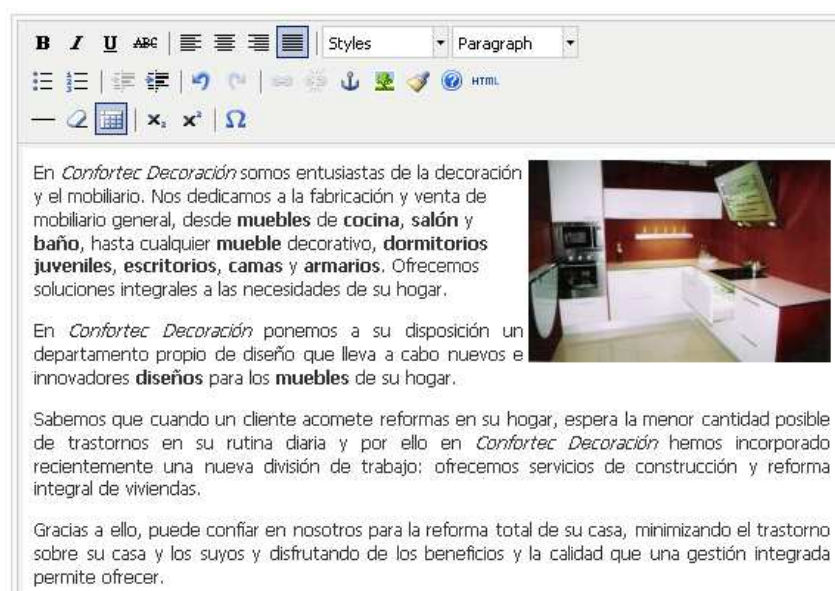 B I U ABC Styles Paragraph
HTML
x₂ x² Ω
En Confortec Decoración somos entusiastas de la decoración
y el mobiliario. Nos dedicamos a la fabricación y venta de
mobiliario general, desde muebles de cocina, salón y
baño, hasta cualquier mueble decorativo, dormitorios
juveniles, escritorios, camas y armarios. Ofrecemos
soluciones integrales a las necesidades de su hogar.
En Confortec Decoración ponemos a su disposición un
departamento propio de diseño que lleva a cabo nuevos e
innovadores diseños para los muebles de su hogar.
Sabemos que cuando un cliente acomete reformas en su hogar, espera la menor cantidad posible
de trastornos en su rutina diaria y por ello en Confortec Decoración hemos incorporado
recientemente una nueva división de trabajo: ofrecemos servicios de construcción y reforma
integral de viviendas.
Gracias a ello, puede confíar en nosotros para la reforma total de su casa, minimizando el trastorno
sobre su casa y los suyos y disfrutando de los beneficios y la calidad que una gestión integrada
permite ofrecer.